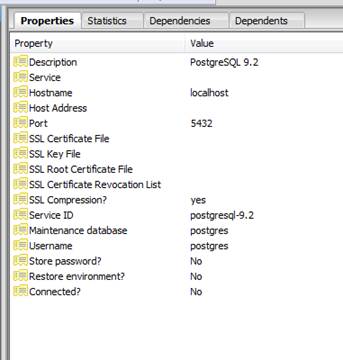 Properties Statistics Dependencies Dependents
Property Value
Description PostgreSQL 9.2
Service
Hostname localhost
Host Address
Port 5432
SSL Certificate File
SSL Key File
SSL Root Certificate File
SSL Certificate Revocation List
SSL Compression? yes
Service ID postgresql-9.2
Maintenance database postgres
Username postgres
Store password? No
Restore environment? No
Connected? No